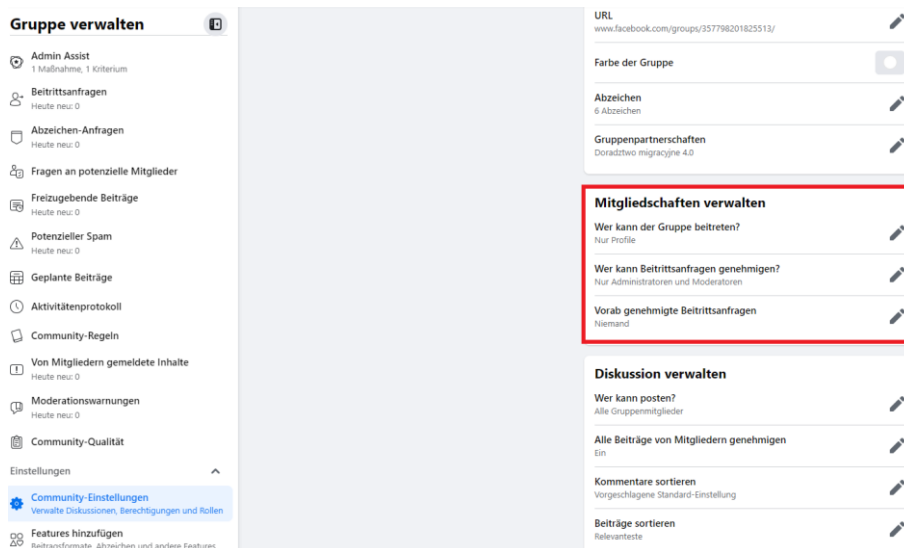 Gruppe verwalten
Admin Assist
1 Maßnahme, 1 Kriterium
Beitrittsanfragen
Heute neu: 0
Abzeichen-Anfragen
Heute neu: 0
Fragen an potenzielle Mitglieder
Freizugebende Beiträge
Heute neu: 0
Potenzieller Spam
Heute neu: 0
Geplante Beiträge
Aktivitätenprotokoll
Community-Regeln
Von Mitgliedern gemeldete Inhalte
Heute neu: 0
Moderationswarnungen
Heute neu: 0
Community-Qualität
Einstellungen
Community-Einstellungen
Verwalte Diskussionen, Berechtigungen und Rollen
Features hinzufügen
Beitragsformate, Abzeichen und andere Features
URL
www.facebook.com/groups/357798201825513/
Farbe der Gruppe
Abzeichen
6 Abzeichen
Gruppenpartnerschaften
Doradztwo migracyjne 4.0
Mitgliedschaften verwalten
Wer kann der Gruppe beitreten?
Nur Profile
Wer kann Beitrittsanfragen genehmigen?
Nur Administratoren und Moderatoren
Vorab genehmigte Beitrittsanfragen
Niemand
Diskussion verwalten
Wer kann posten?
Alle Gruppenmitglieder
Alle Beiträge von Mitgliedern genehmigen
Ein
Kommentare sortieren
Vorgeschlagene Standard-Einstellung
Beiträge sortieren
Relevanteste